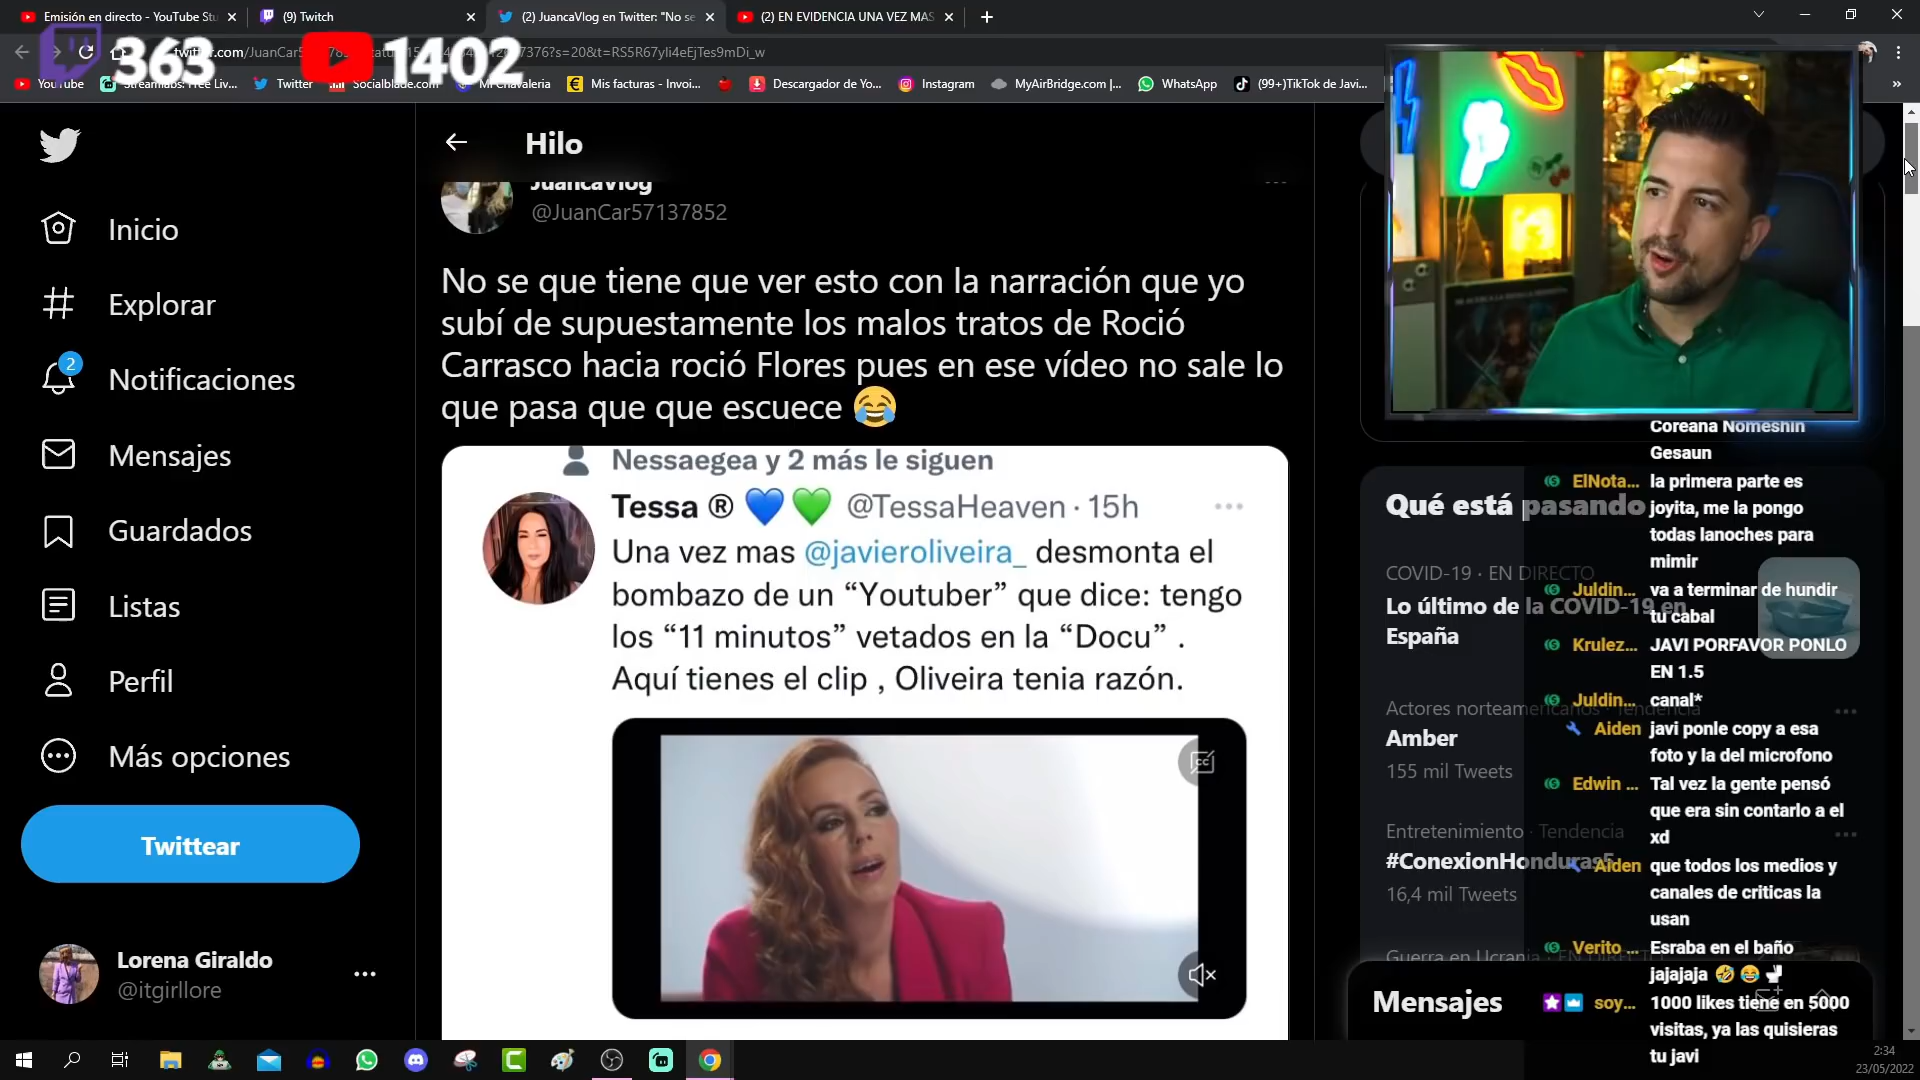 Emisión en directo - YouTube Stu
(9) Twitch
(2) JuancaVlog en Twitter: "No se
(2) EN EVIDENCIA UNA VEZ MAS
363
1402
YouTube
Streamlabs: Free Liv...
Twitter
Socialblade.com
Mi Chavaleria
Mis facturas - Invoi...
Descargador de Yo...
Instagram
MyAirBridge.com |...
WhatsApp
(99+)TikTok de Javi...
Hilo
Inicio
Explorar
2
Notificaciones
Mensajes
Guardados
Listas
Perfil
Más opciones
Twittear
Lorena Giraldo
@itgirllore
JuancaVlog
@JuanCar57137852
No se que tiene que ver esto con la narración que yo
subí de supuestamente los malos tratos de Roció
Carrasco hacia roció Flores pues en ese vídeo no sale lo
que pasa que que escuece 😂
Nessaegea y 2 más le siguen
Tessa ® 💙 💚 @TessaHeaven · 15h
Una vez mas @javieroliveira_ desmonta el
bombazo de un “Youtuber” que dice: tengo
los “11 minutos” vetados en la “Docu” .
Aquí tienes el clip , Oliveira tenia razón.
CC
Qué está pasando
COVID-19 · EN DIRECTO
Lo último de la COVID-19 en
España
Actores norteamericanos · Tendencia
Amber
155 mil Tweets
Entretenimiento · Tendencia
#ConexionHonduras5
16,4 mil Tweets
Guerra en Ucrania · EN DIRECTO
Mensajes
Coreana Nomeshin
Gesaun
ElNota... la primera parte es
joyita, me la pongo
todas lanoches para
mimir
Juldin... va a terminar de hundir
tu cabal
Krulez... JAVI PORFAVOR PONLO
EN 1.5
Juldin... canal*
Aiden javi ponle copy a esa
foto y la del microfono
Edwin ... Tal vez la gente pensó
que era sin contarlo a el
xd
Aiden que todos los medios y
canales de criticas la
usan
Verito ... Esraba en el baño
jajajaja 🤣 😂 🚽
soy... 1000 likes tiene en 5000
visitas, ya las quisieras
tu javi
2:34
23/05/2022